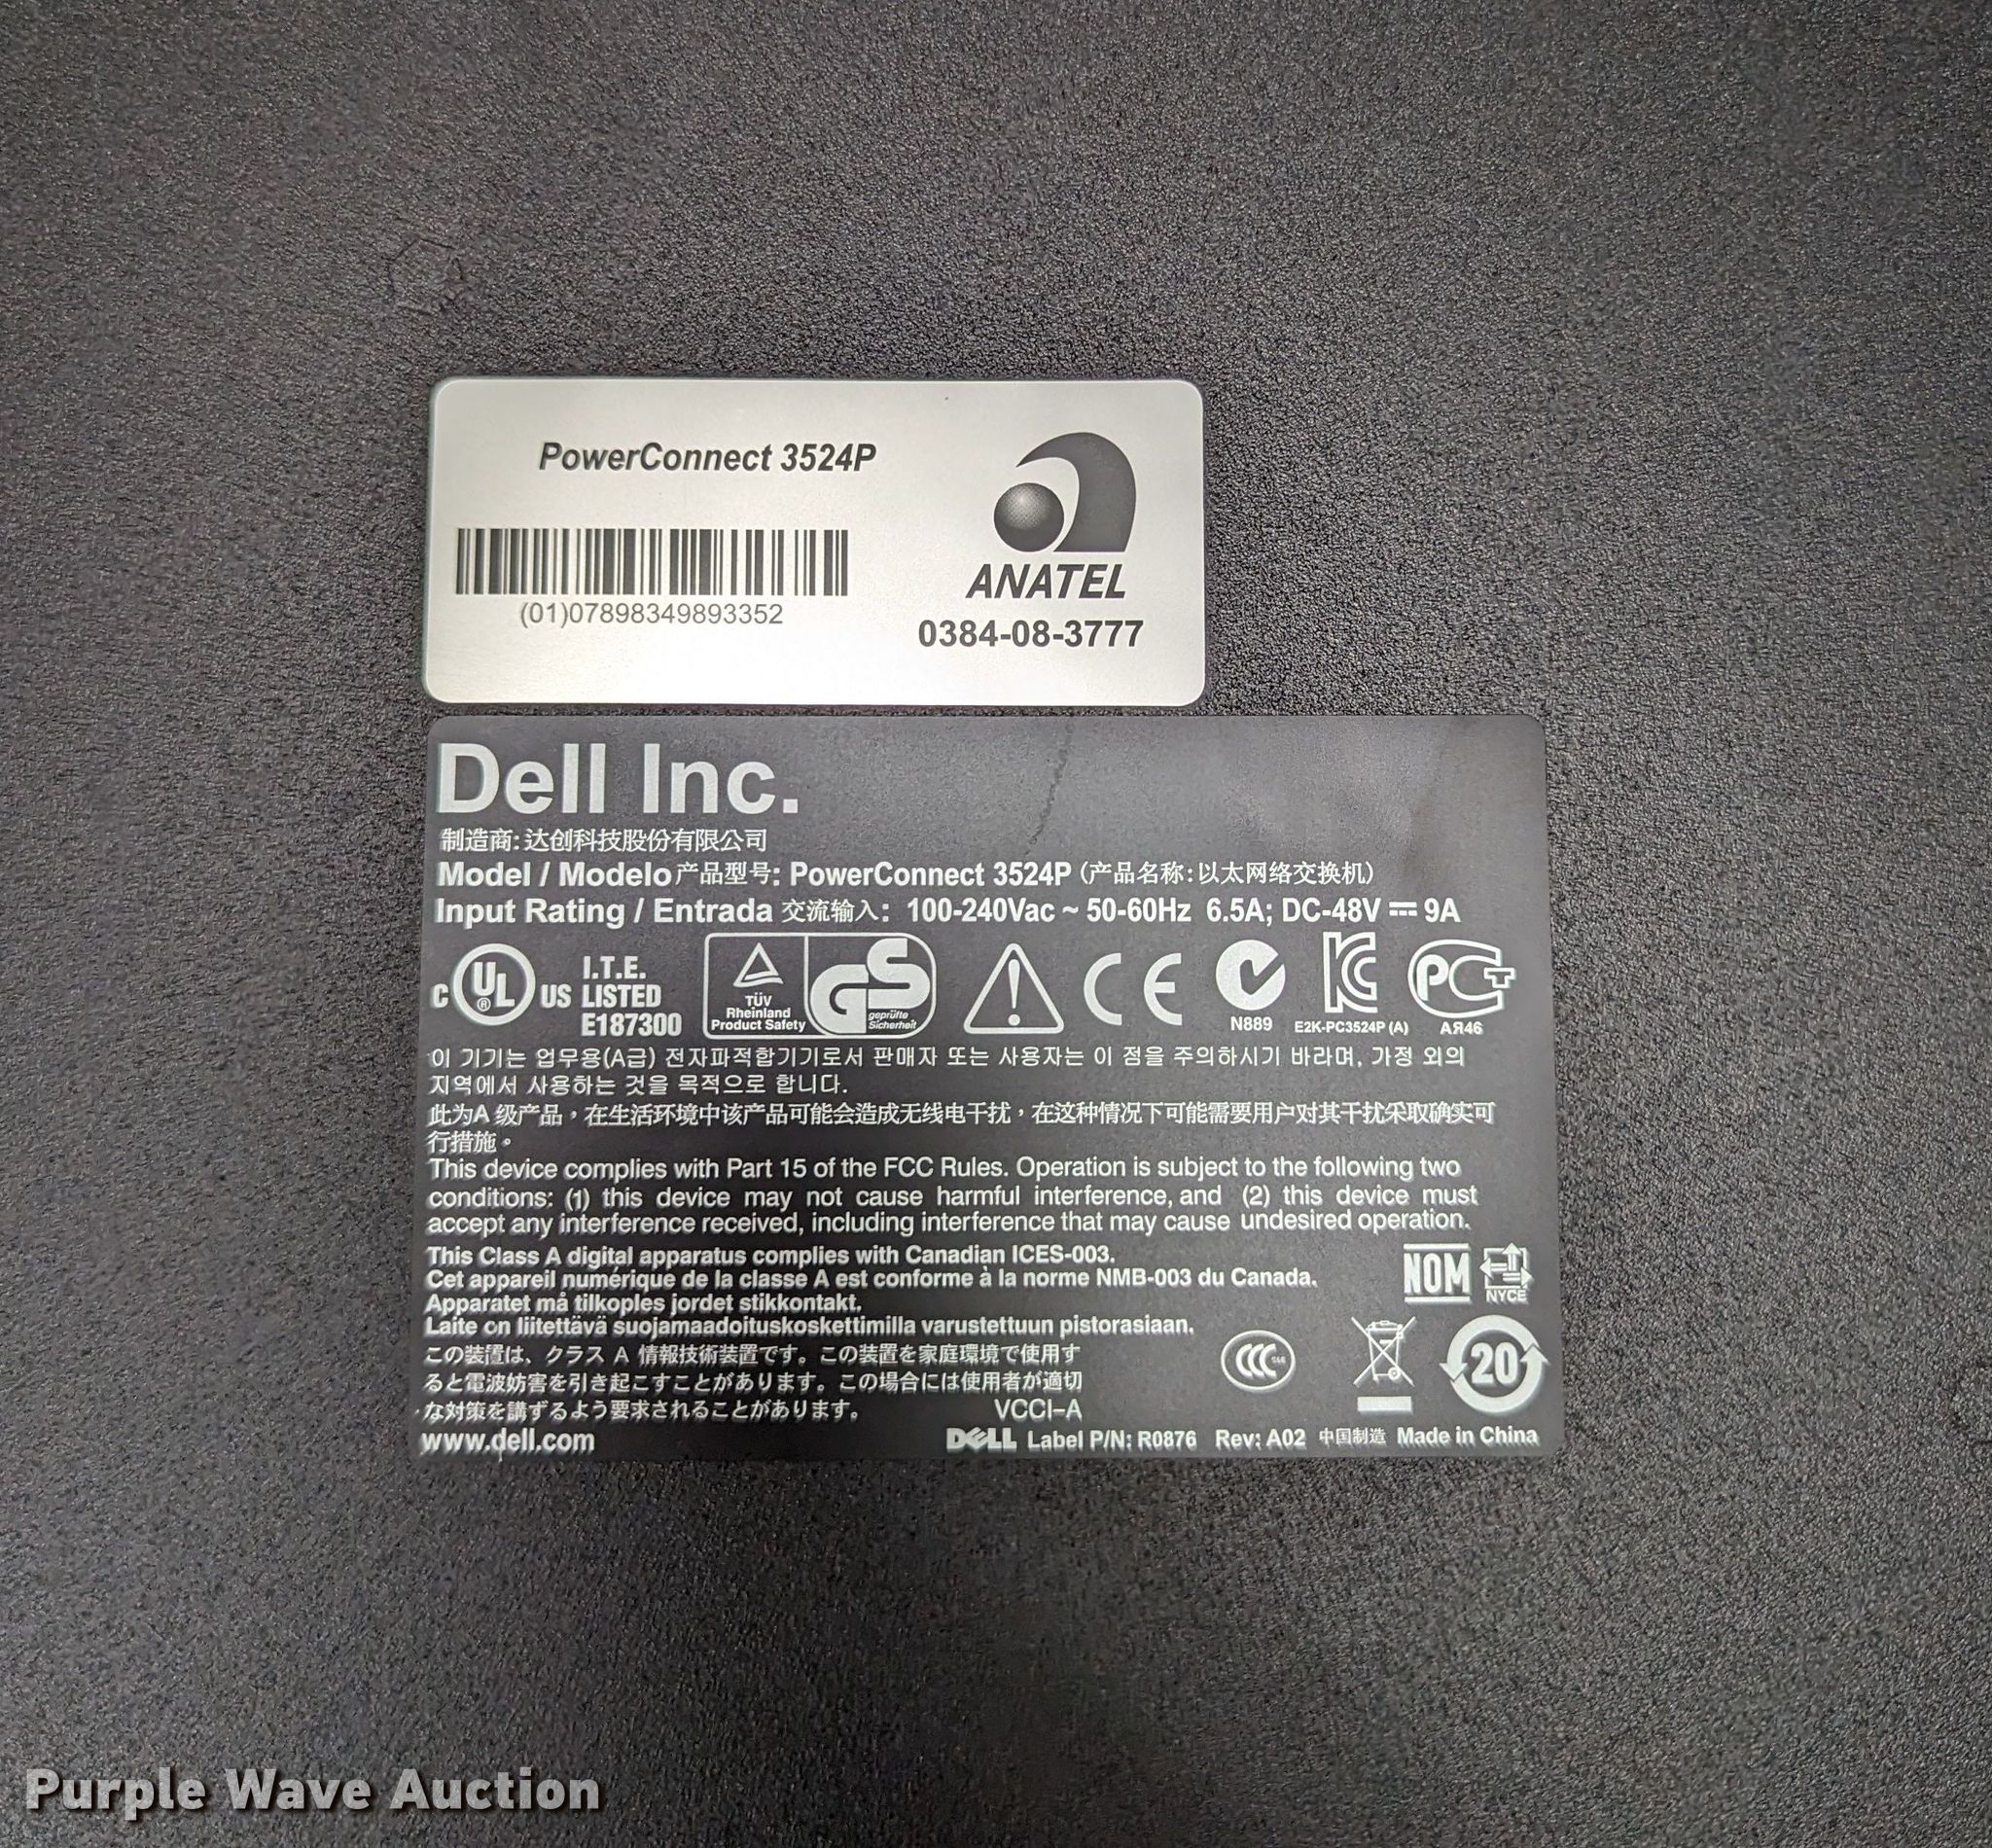 PowerConnect 3524P
(01)07898349893352
ANATEL
0384-08-3777
Dell Inc.
制造商: 达创科技股份有限公司
Model / Modelo 产品型号: PowerConnect 3524P (产品名称: 以太网络交换机)
Input Rating / Entrada 交流输入: 100-240Vac ~ 50-60Hz 6.5A; DC-48V ⎓ 9A
C UL ® US I.T.E. LISTED E187300
TÜV Rheinland Product Safety
GS geprüfte Sicherheit
CE
N889
E2K-PC3524P (A)
PCT
АЯ46
이 기기는 업무용(A급) 전자파적합기기로서 판매자 또는 사용자는 이 점을 주의하시기 바라며, 가정 외의
지역에서 사용하는 것을 목적으로 합니다.
此为A 级产品，在生活环境中该产品可能会造成无线电干扰，在这种情况下可能需要用户对其干扰采取确实可
行措施。
This device complies with Part 15 of the FCC Rules. Operation is subject to the following two
conditions: (1) this device may not cause harmful interference, and (2) this device must
accept any interference received, including interference that may cause undesired operation.
This Class A digital apparatus complies with Canadian ICES-003.
Cet appareil numérique de la classe A est conforme à la norme NMB-003 du Canada.
Apparatet må tilkoples jordet stikkontakt.
Laite on liitettävä suojamaadoituskoskettimilla varustettuun pistorasiaan.
NOM
NYCE
この装置は、クラス A 情報技術装置です。この装置を家庭環境で使用す
ると電波妨害を引き起こすことがあります。この場合には使用者が適切
な対策を講ずるよう要求されることがあります。 VCCI-A
CCC
20
www.dell.com
DELL Label P/N: R0876 Rev: A02 中国制造 Made in China
Purple Wave Auction